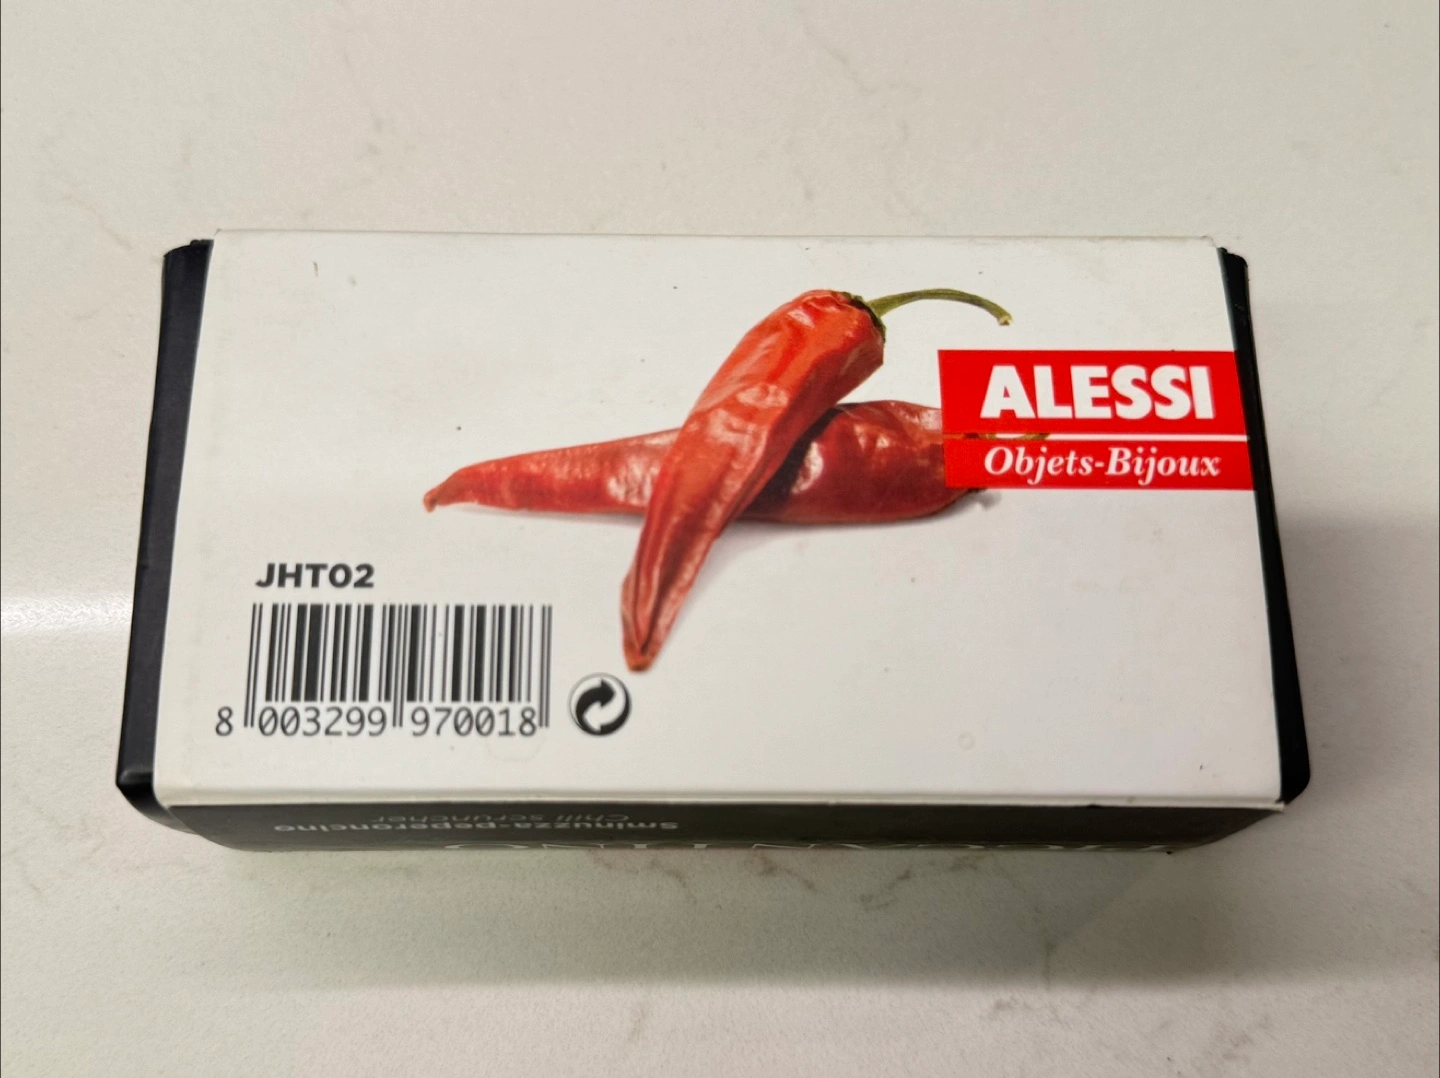 ALESSI
Objets-Bijoux
JHT02
8 003299 970018
Sminuzza-peperoncino
Chili scruncher